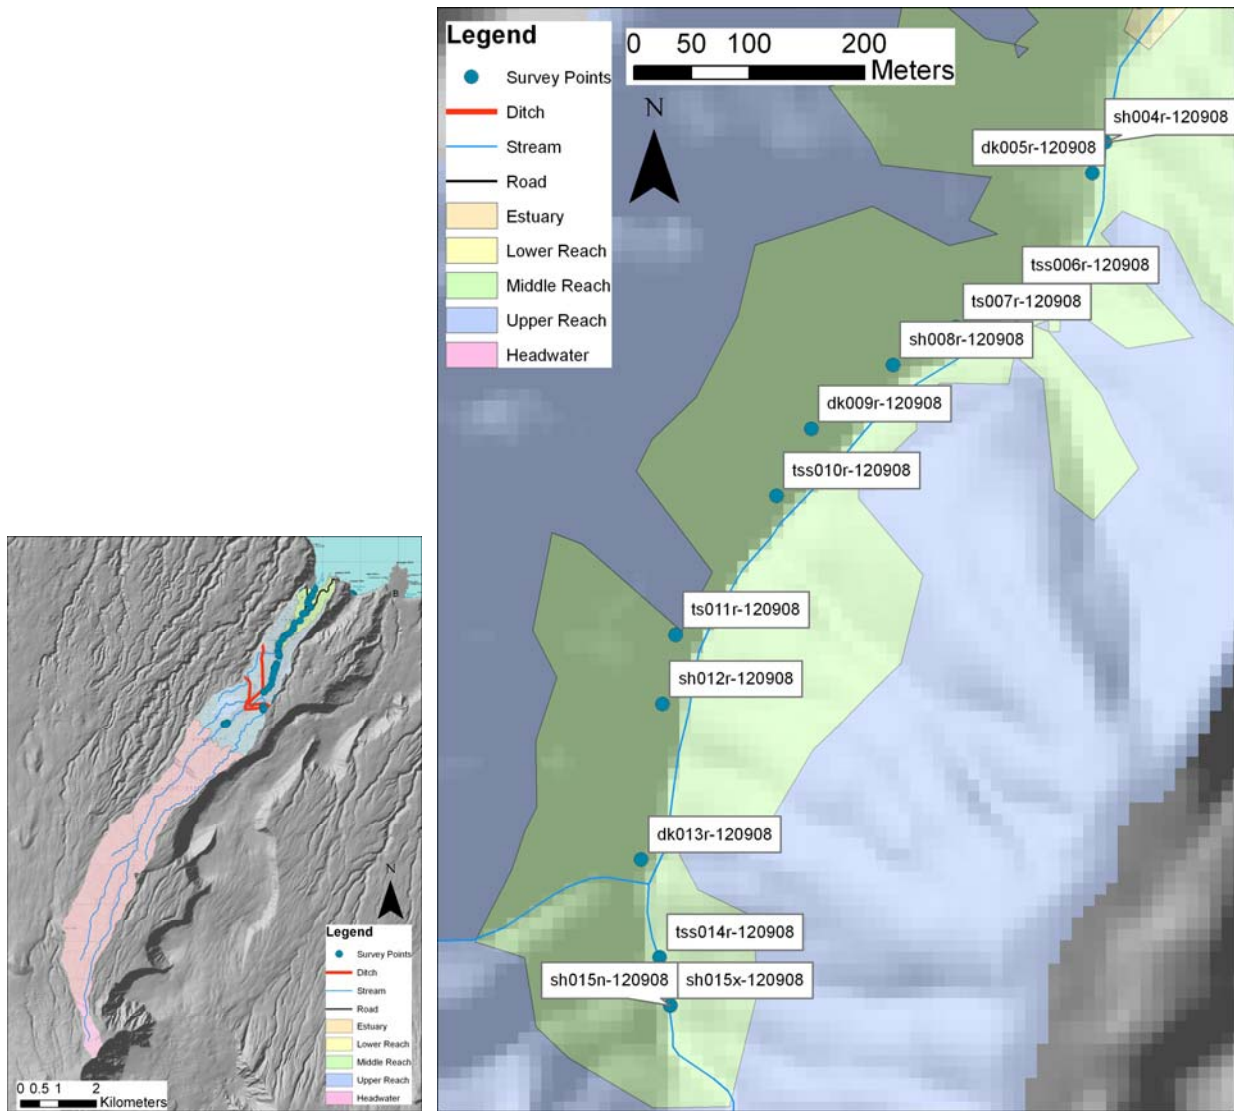 Legend
Survey Points
Ditch
Stream
Road
Estuary
Lower Reach
Middle Reach
Upper Reach
Headwater
0 50 100 200
Meters
N
sh004r-120908
dk005r-120908
tss006r-120908
ts007r-120908
sh008r-120908
dk009r-120908
tss010r-120908
ts011r-120908
sh012r-120908
dk013r-120908
tss014r-120908
sh015n-120908 sh015x-120908
B
N
Legend
Survey Points
Ditch
Stream
Road
Estuary
Lower Reach
Middle Reach
Upper Reach
Headwater
0 0.5 1 2
Kilometers